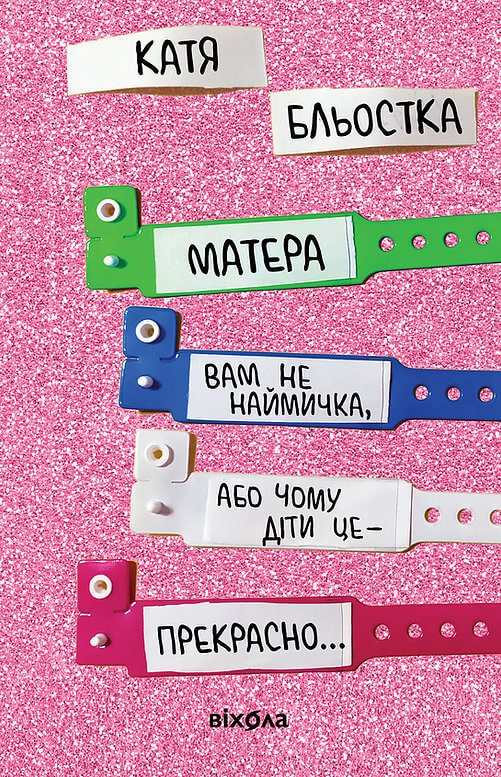 КАТЯ
БЛЬОСТКА
МАТЕРА
ВАМ НЕ
НАЙМИЧКА,
АБО ЧОМУ
ДІТИ ЦЕ–
ПРЕКРАСНО...
віхола